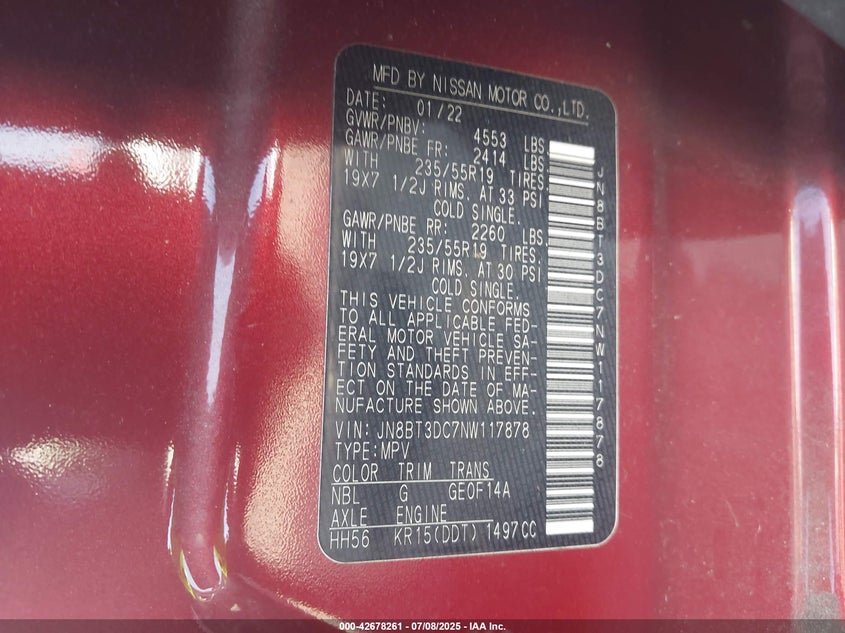 MFD BY NISSAN MOTOR CO.,LTD.
DATE: 01/22
GVWR/PNBV: 4553 LBS.
GAWR/PNBE FR: 2414 LBS.
WITH 235/55R19 TIRES.
19X7 1/2J RIMS. AT 33 PSI
COLD SINGLE.
GAWR/PNBE RR: 2260 LBS.
WITH 235/55R19 TIRES.
19X7 1/2J RIMS. AT 30 PSI
COLD SINGLE.
THIS VEHICLE CONFORMS
TO ALL APPLICABLE FED-
ERAL MOTOR VEHICLE SA-
FETY AND THEFT PREVEN-
TION STANDARDS IN EFF-
ECT ON THE DATE OF MA-
NUFACTURE SHOWN ABOVE.
VIN: JN8BT3DC7NW117878
TYPE:MPV
COLOR TRIM TRANS
NBL G GE0F14A
AXLE ENGINE
HH56 KR15(DDT) 1497CC
JN8BT3DC7NW117878
000-42678261 - 07/08/2025 - IAA Inc.